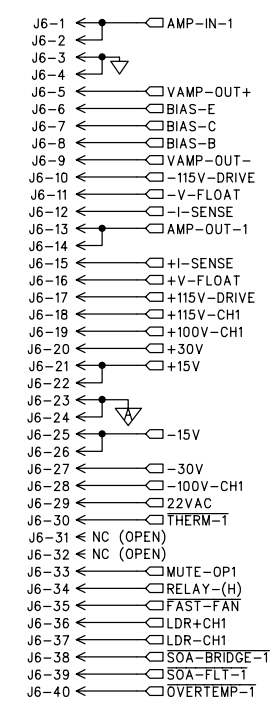 J6-1 AMP-IN-1
J6-2
J6-3
J6-4
J6-5 VAMP-OUT+
J6-6 BIAS-E
J6-7 BIAS-C
J6-8 BIAS-B
J6-9 VAMP-OUT-
J6-10 -115V-DRIVE
J6-11 -V-FLOAT
J6-12 -I-SENSE
J6-13 AMP-OUT-1
J6-14
J6-15 +I-SENSE
J6-16 +V-FLOAT
J6-17 +115V-DRIVE
J6-18 +115V-CH1
J6-19 +100V-CH1
J6-20 +30V
J6-21 +15V
J6-22
J6-23
A
J6-24
J6-25 -15V
J6-26
J6-27 -30V
J6-28 -100V-CH1
J6-29 22VAC
J6-30 THERM-1
J6-31 NC (OPEN)
J6-32 NC (OPEN)
J6-33 MUTE-OP1
J6-34 RELAY-(H)
J6-35 FAST-FAN
J6-36 LDR+CH1
J6-37 LDR-CH1
J6-38 SOA-BRIDGE-1
J6-39 SOA-FLT-1
J6-40 OVERTEMP-1